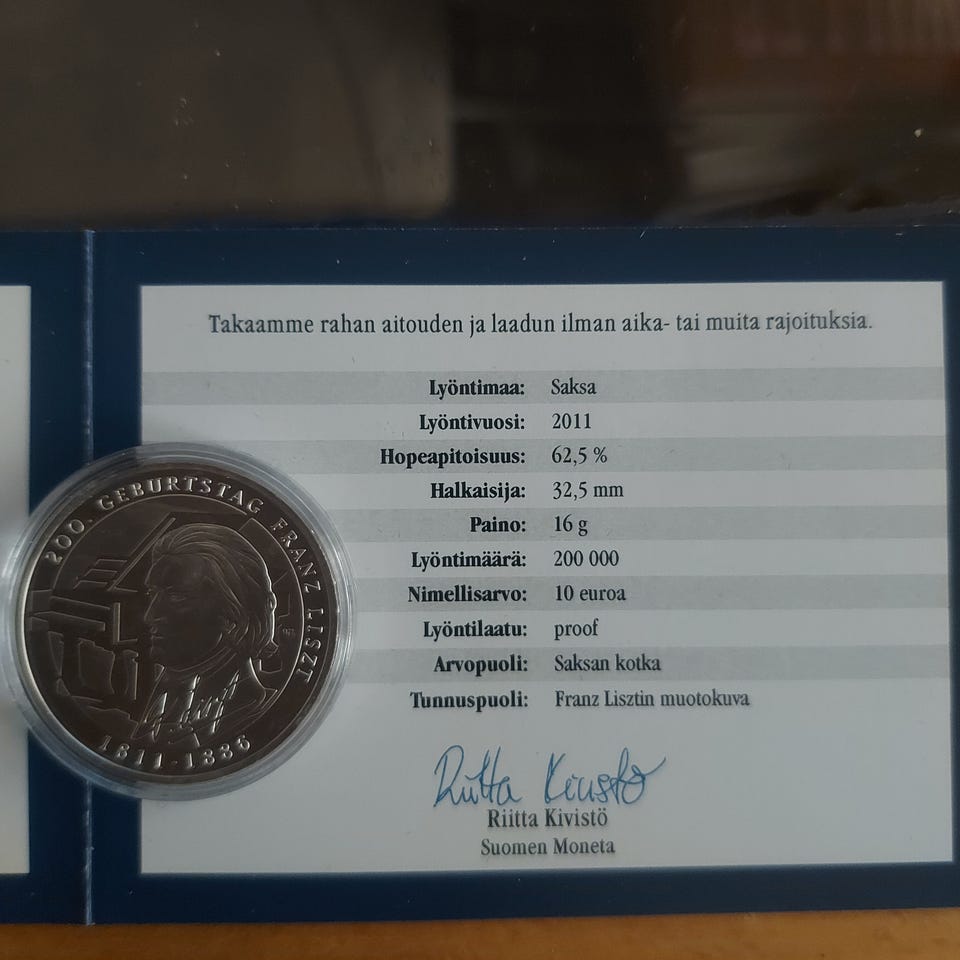 Takaamme rahan aitouden ja laadun ilman aika- tai muita rajoituksia.
Lyöntimaa: Saksa
Lyöntivuosi: 2011
Hopeapitoisuus: 62,5 %
Halkaisija: 32,5 mm
Paino: 16 g
Lyöntimäärä: 200 000
Nimellisarvo: 10 euroa
Lyöntilaatu: proof
Arvopuoli: Saksan kotka
Tunnuspuoli: Franz Lisztin muotokuva
Riitta Kivistö
Riitta Kivistö
Suomen Moneta
200. GEBURTSTAG FRANZ LISZT
F. Liszt
1811-1886